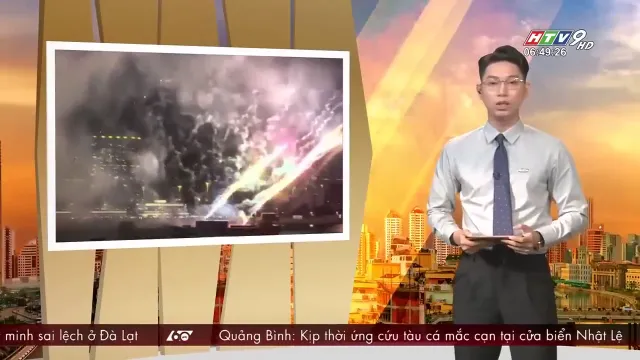 HTV9 HD
06:49:26
minh sai lệch ở Đà Lạt
Quảng Bình: Kịp thời ứng cứu tàu cá mắc cạn tại cửa biển Nhật Lệ